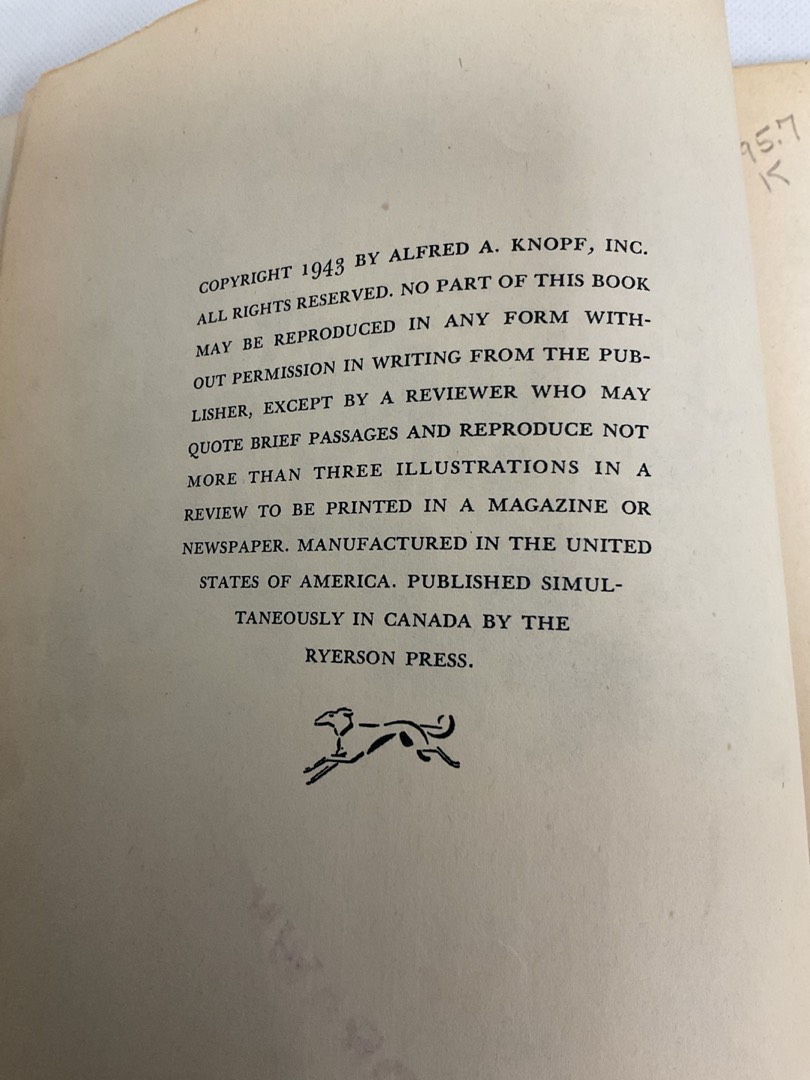 COPYRIGHT 1943 BY ALFRED A. KNOPF, INC.
ALL RIGHTS RESERVED. NO PART OF THIS BOOK
MAY BE REPRODUCED IN ANY FORM WITH-
OUT PERMISSION IN WRITING FROM THE PUB-
LISHER, EXCEPT BY A REVIEWER WHO MAY
QUOTE BRIEF PASSAGES AND REPRODUCE NOT
MORE THAN THREE ILLUSTRATIONS IN A
REVIEW TO BE PRINTED IN A MAGAZINE OR
NEWSPAPER. MANUFACTURED IN THE UNITED
STATES OF AMERICA. PUBLISHED SIMUL-
TANEOUSLY IN CANADA BY THE
RYERSON PRESS.
95.7
K